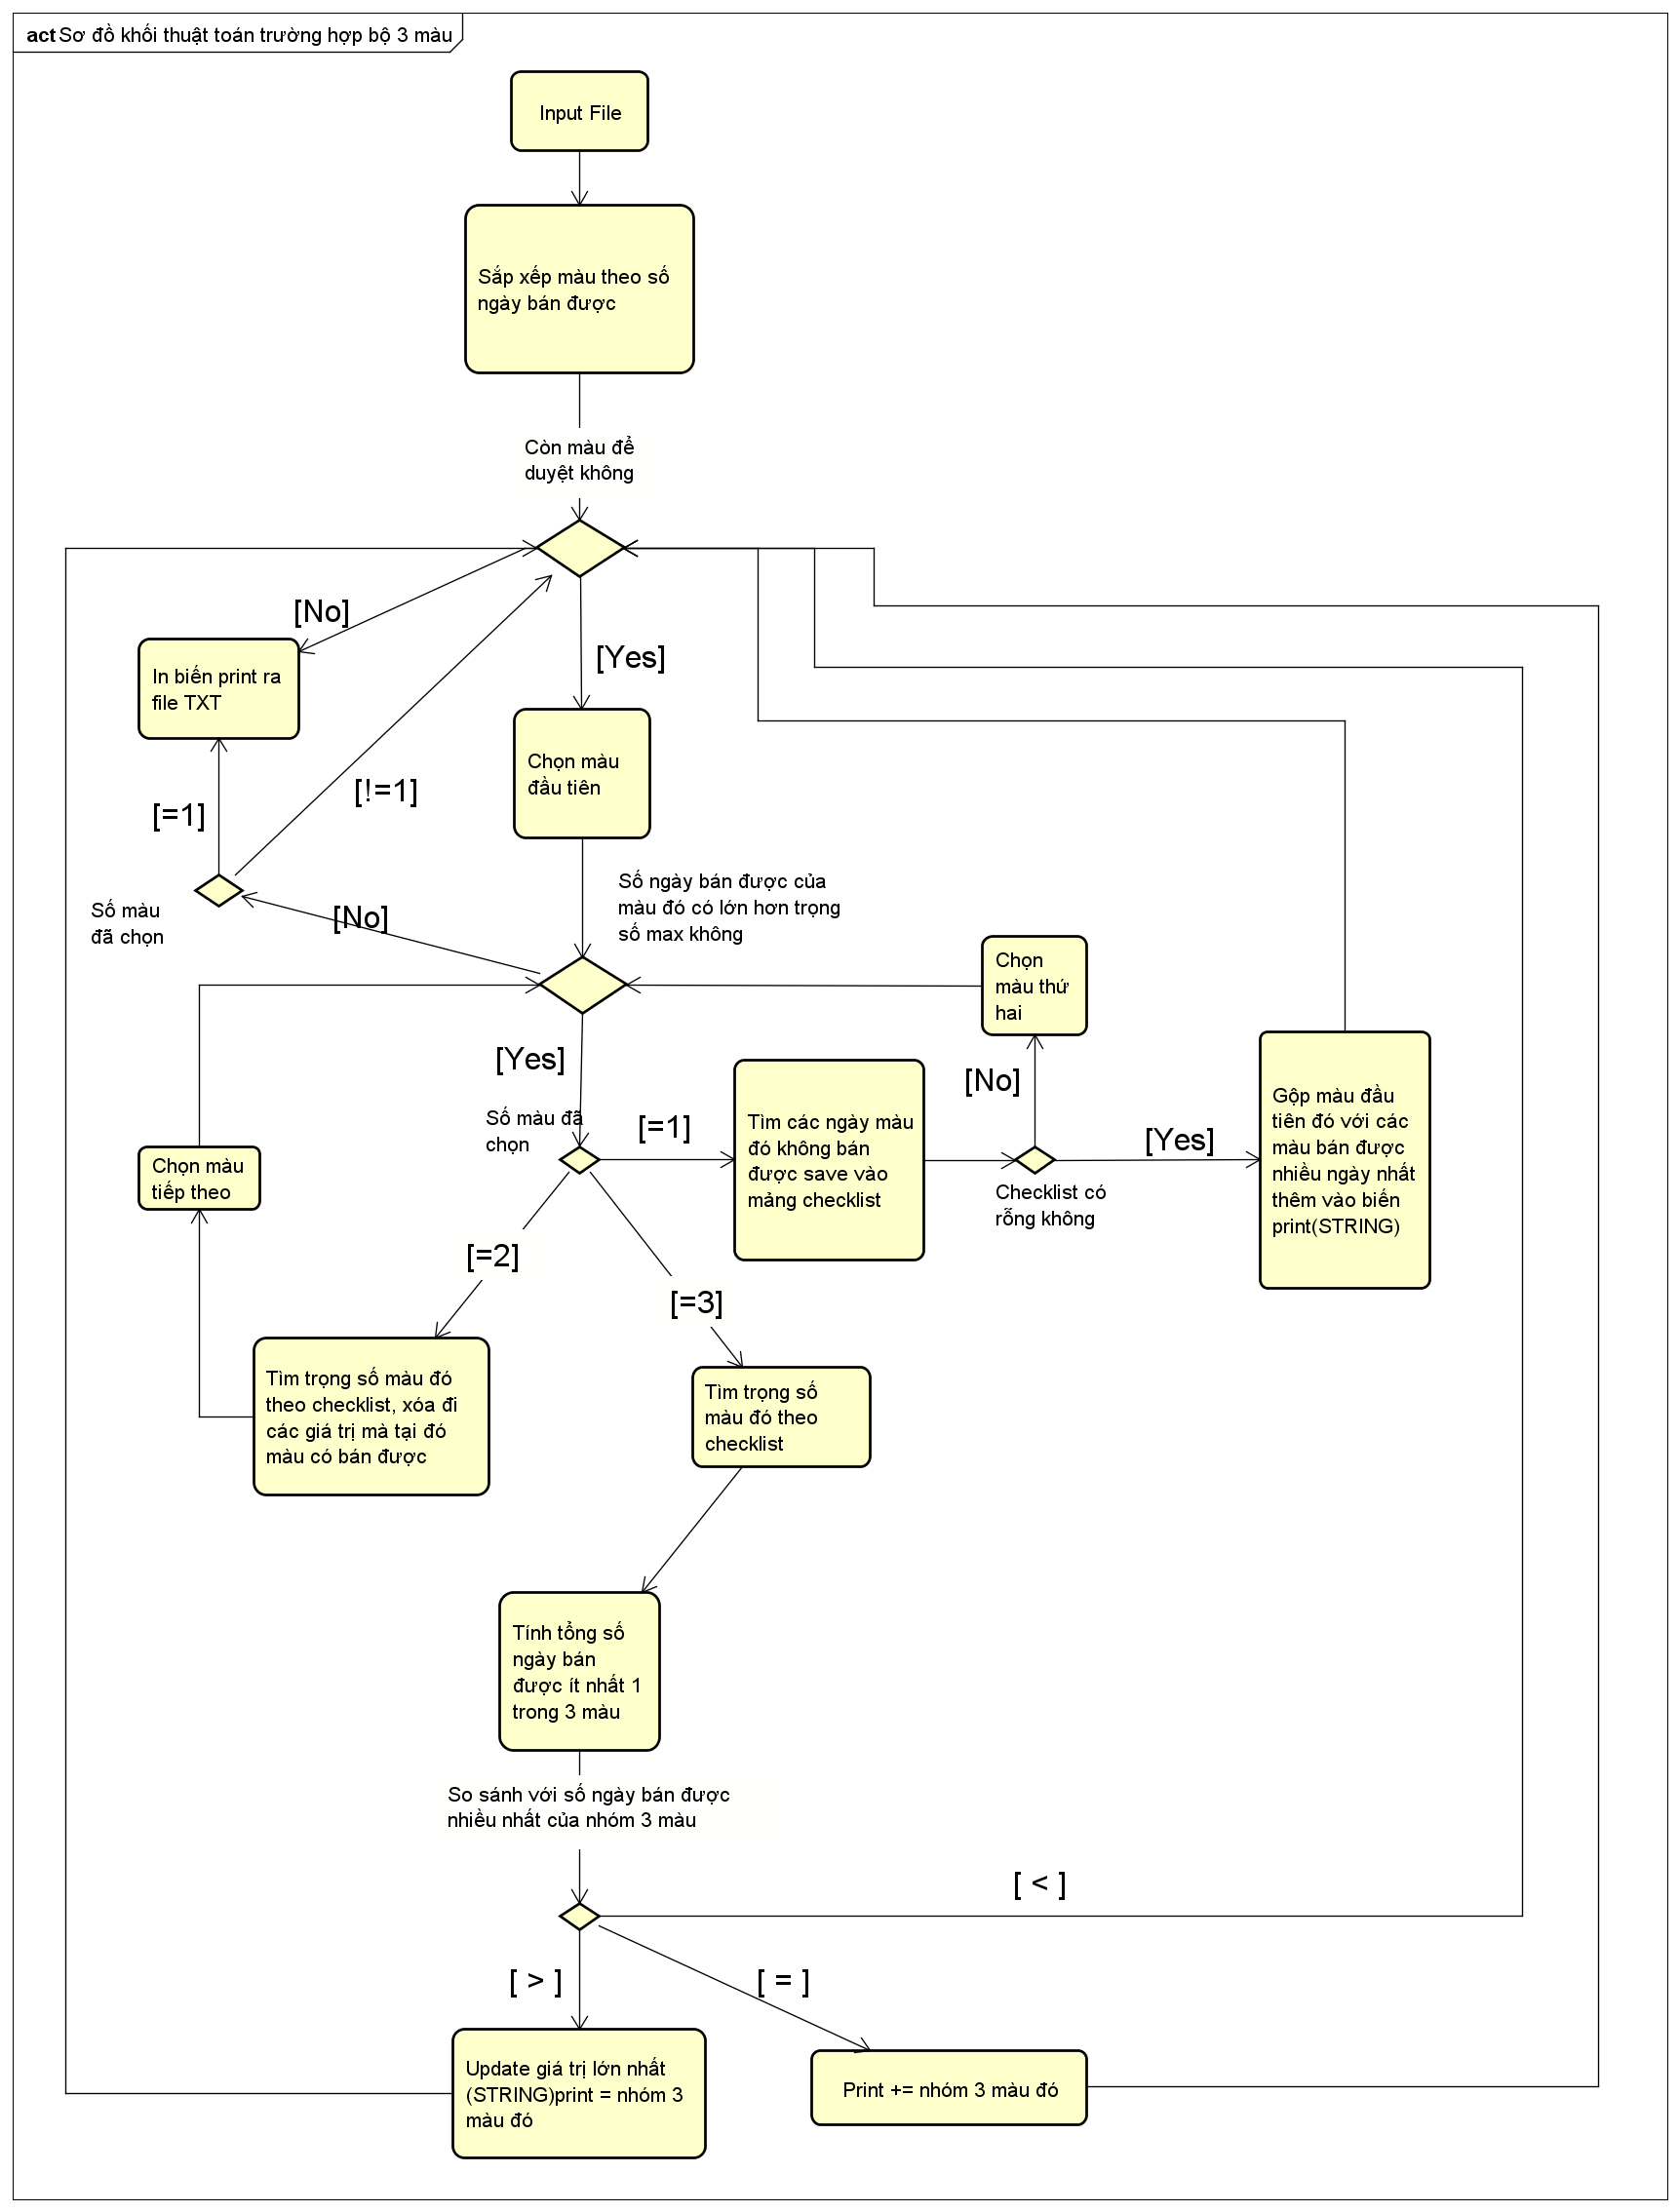 act Sơ đồ khối thuật toán trường hợp bộ 3 màu
Input File
Sắp xếp màu theo số
ngày bán được
Còn màu để
duyệt không
[No]
[Yes]
In biến print ra
file TXT
Chọn màu
đầu tiên
[=1]
[!=1]
Số màu
đã chọn
[No]
Số ngày bán được của
màu đó có lớn hơn trọng
số max không
Chọn
màu thứ
hai
[Yes]
[No]
Số màu đã
chọn
[=1]
Tìm các ngày màu
đó không bán
được save vào
mảng checklist
[Yes]
Checklist có
rỗng không
Gộp màu đầu
tiên đó với các
màu bán được
nhiều ngày nhất
thêm vào biến
print(STRING)
Chọn màu
tiếp theo
[=2]
[=3]
Tìm trọng số màu đó
theo checklist, xóa đi
các giá trị mà tại đó
màu có bán được
Tìm trọng số
màu đó theo
checklist
Tính tổng số
ngày bán
được ít nhất 1
trong 3 màu
So sánh với số ngày bán được
nhiều nhất của nhóm 3 màu
[ < ]
[ > ]
[ = ]
Update giá trị lớn nhất
(STRING)print = nhóm 3
màu đó
Print += nhóm 3 màu đó